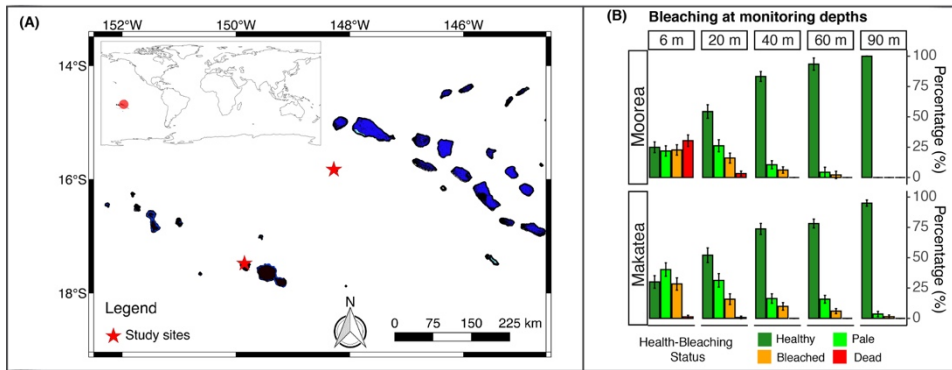 (A)
152°W 150°W 148°W 146°W
14°S
16°S
18°S
Legend
Study sites
N
0 75 150 225 km
(B) Bleaching at monitoring depths
6 m 20 m 40 m 60 m 90 m
Moorea
100
75
50
25
0
Percentage (%)
Makatea
100
75
50
25
0
Percentage (%)
Health-Bleaching
Status
Healthy Pale
Bleached Dead